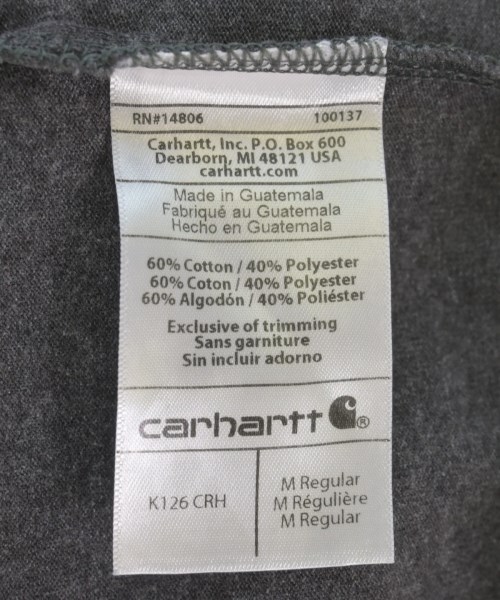 RN#14806 100137
Carhartt, Inc. P.O. Box 600
Dearborn, MI 48121 USA
carhartt.com
Made in Guatemala
Fabriqué au Guatemala
Hecho en Guatemala
60% Cotton / 40% Polyester
60% Coton / 40% Polyester
60% Algodón / 40% Poliéster
Exclusive of trimming
Sans garniture
Sin incluir adorno
carhartt ®
K126 CRH
M Regular
M Régulière
M Regular